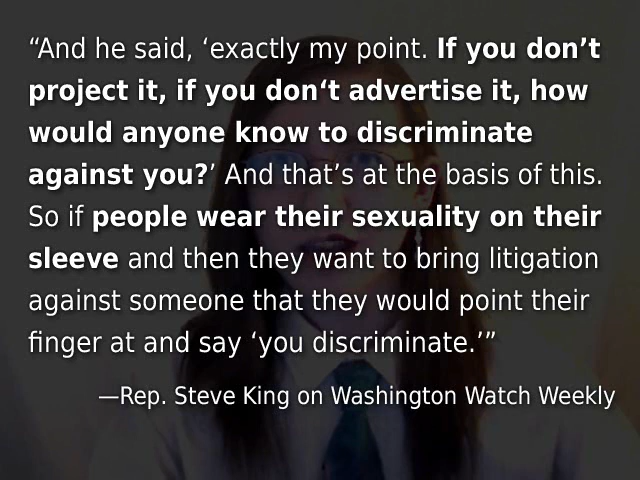 “And he said, ‘exactly my point. If you don’t
project it, if you don‘t advertise it, how
would anyone know to discriminate
against you?’ And that’s at the basis of this.
So if people wear their sexuality on their
sleeve and then they want to bring litigation
against someone that they would point their
finger at and say ‘you discriminate.’”
—Rep. Steve King on Washington Watch Weekly